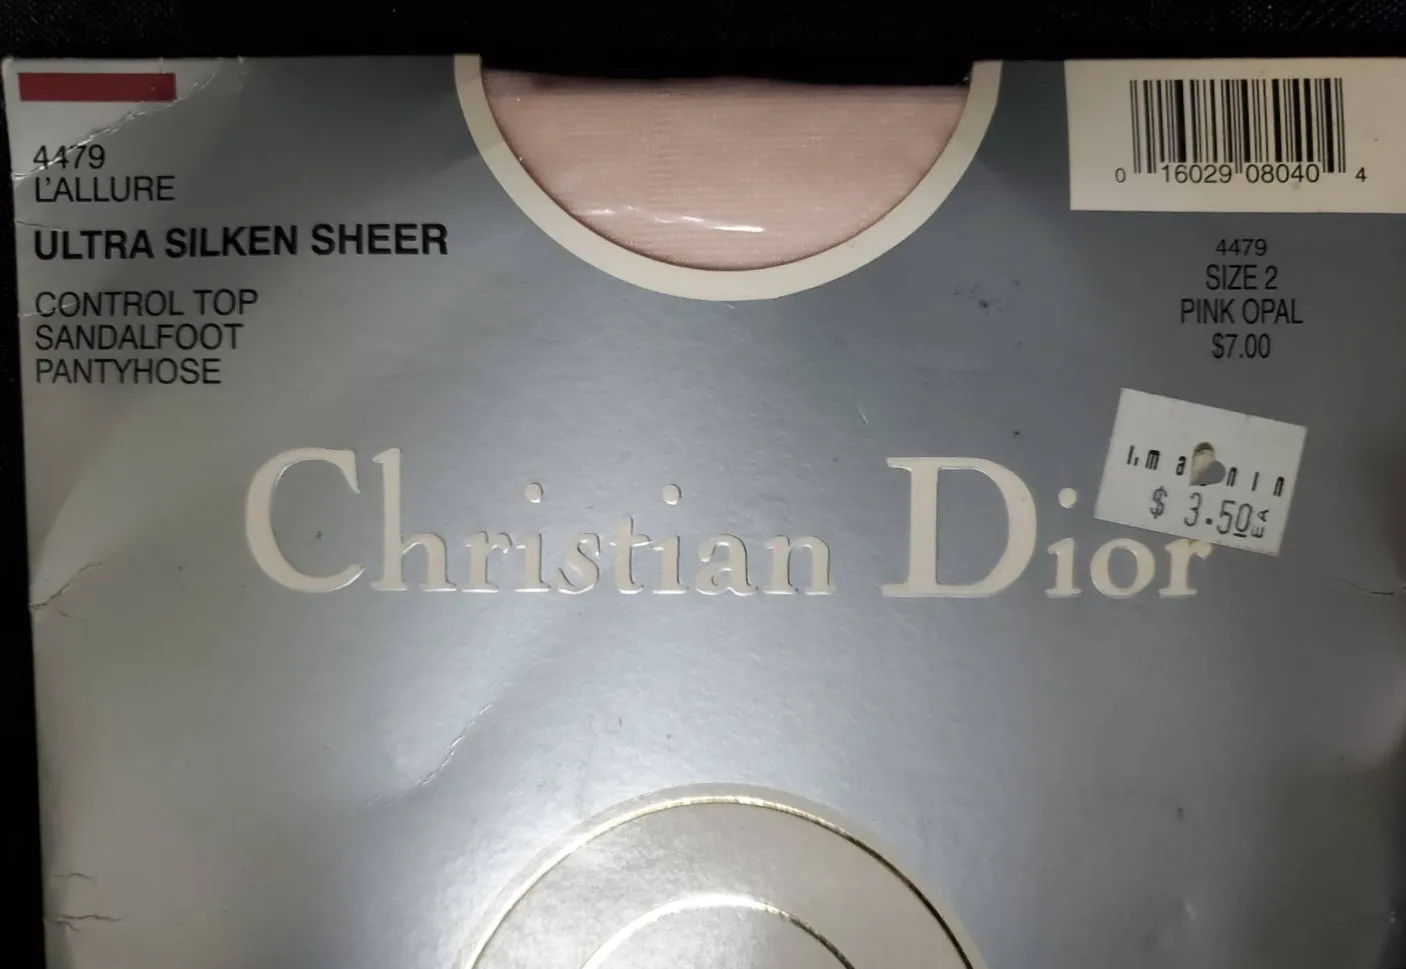 4479
L'ALLURE
ULTRA SILKEN SHEER
CONTROL TOP
SANDALFOOT
PANTYHOSE
0 16029 08040 4
4479
SIZE 2
PINK OPAL
$7.00
$ 3.50 EA
Christian Dior